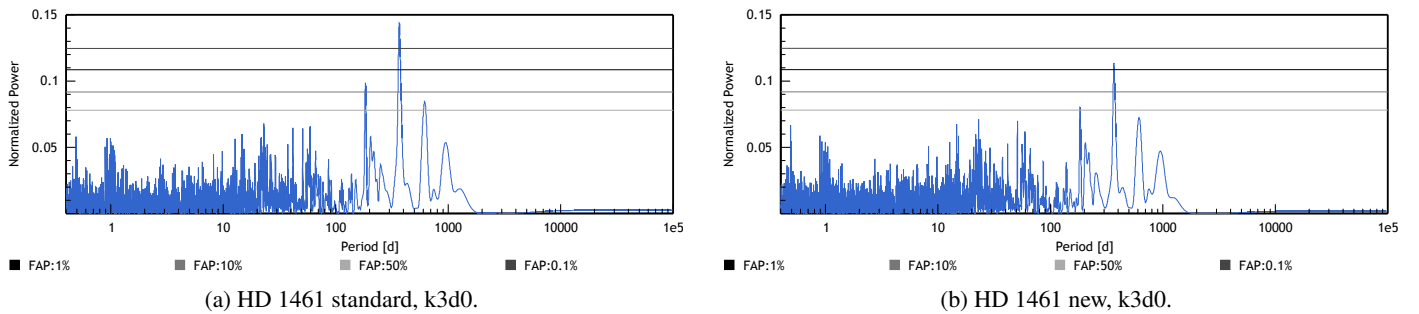 Normalized Power
0.15
0.1
0.05
1
10
100
1000
10000
1e5
Period [d]
FAP:1%
FAP:10%
FAP:50%
FAP:0.1%
(a) HD 1461 standard, k3d0.
Normalized Power
0.15
0.1
0.05
1
10
100
1000
10000
1e5
Period [d]
FAP:1%
FAP:10%
FAP:50%
FAP:0.1%
(b) HD 1461 new, k3d0.